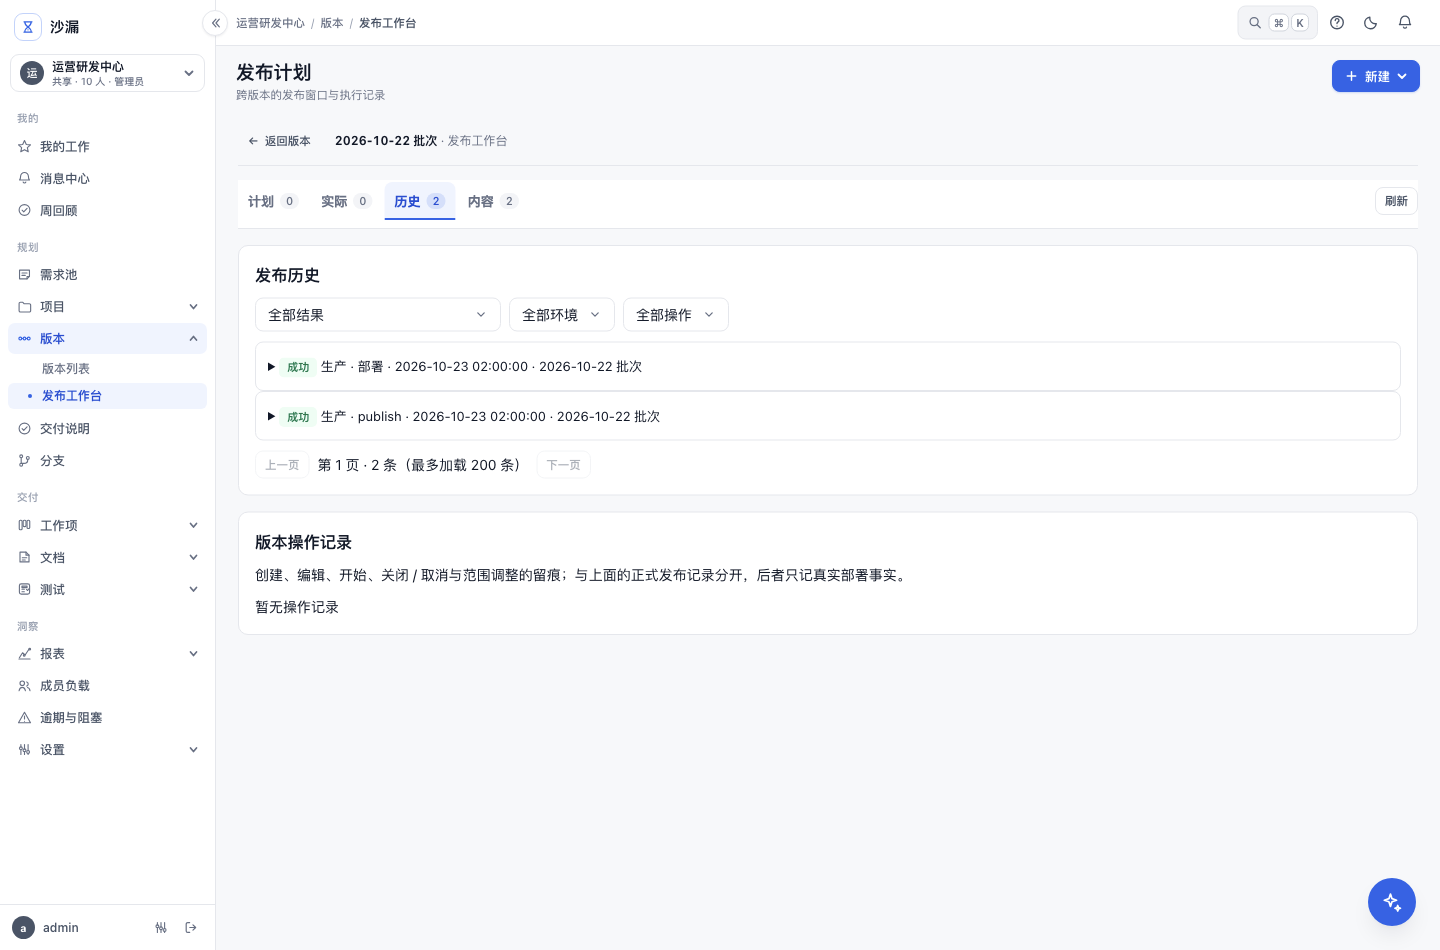 沙漏
运营研发中心 / 版本 / 发布工作台
⌘ K
运
运营研发中心
共享 · 10 人 · 管理员
我的
我的工作
消息中心
周回顾
规划
需求池
项目
版本
版本列表
发布工作台
交付说明
分支
交付
工作项
文档
测试
洞察
报表
成员负载
逾期与阻塞
设置
a admin
发布计划
跨版本的发布窗口与执行记录
新建
返回版本 2026-10-22 批次 · 发布工作台
计划 0 实际 0 历史 2 内容 2 刷新
发布历史
全部结果 全部环境 全部操作
成功 生产 · 部署 · 2026-10-23 02:00:00 · 2026-10-22 批次
成功 生产 · publish · 2026-10-23 02:00:00 · 2026-10-22 批次
上一页 第 1 页 · 2 条（最多加载 200 条） 下一页
版本操作记录
创建、编辑、开始、关闭 / 取消与范围调整的留痕；与上面的正式发布记录分开，后者只记真实部署事实。
暂无操作记录